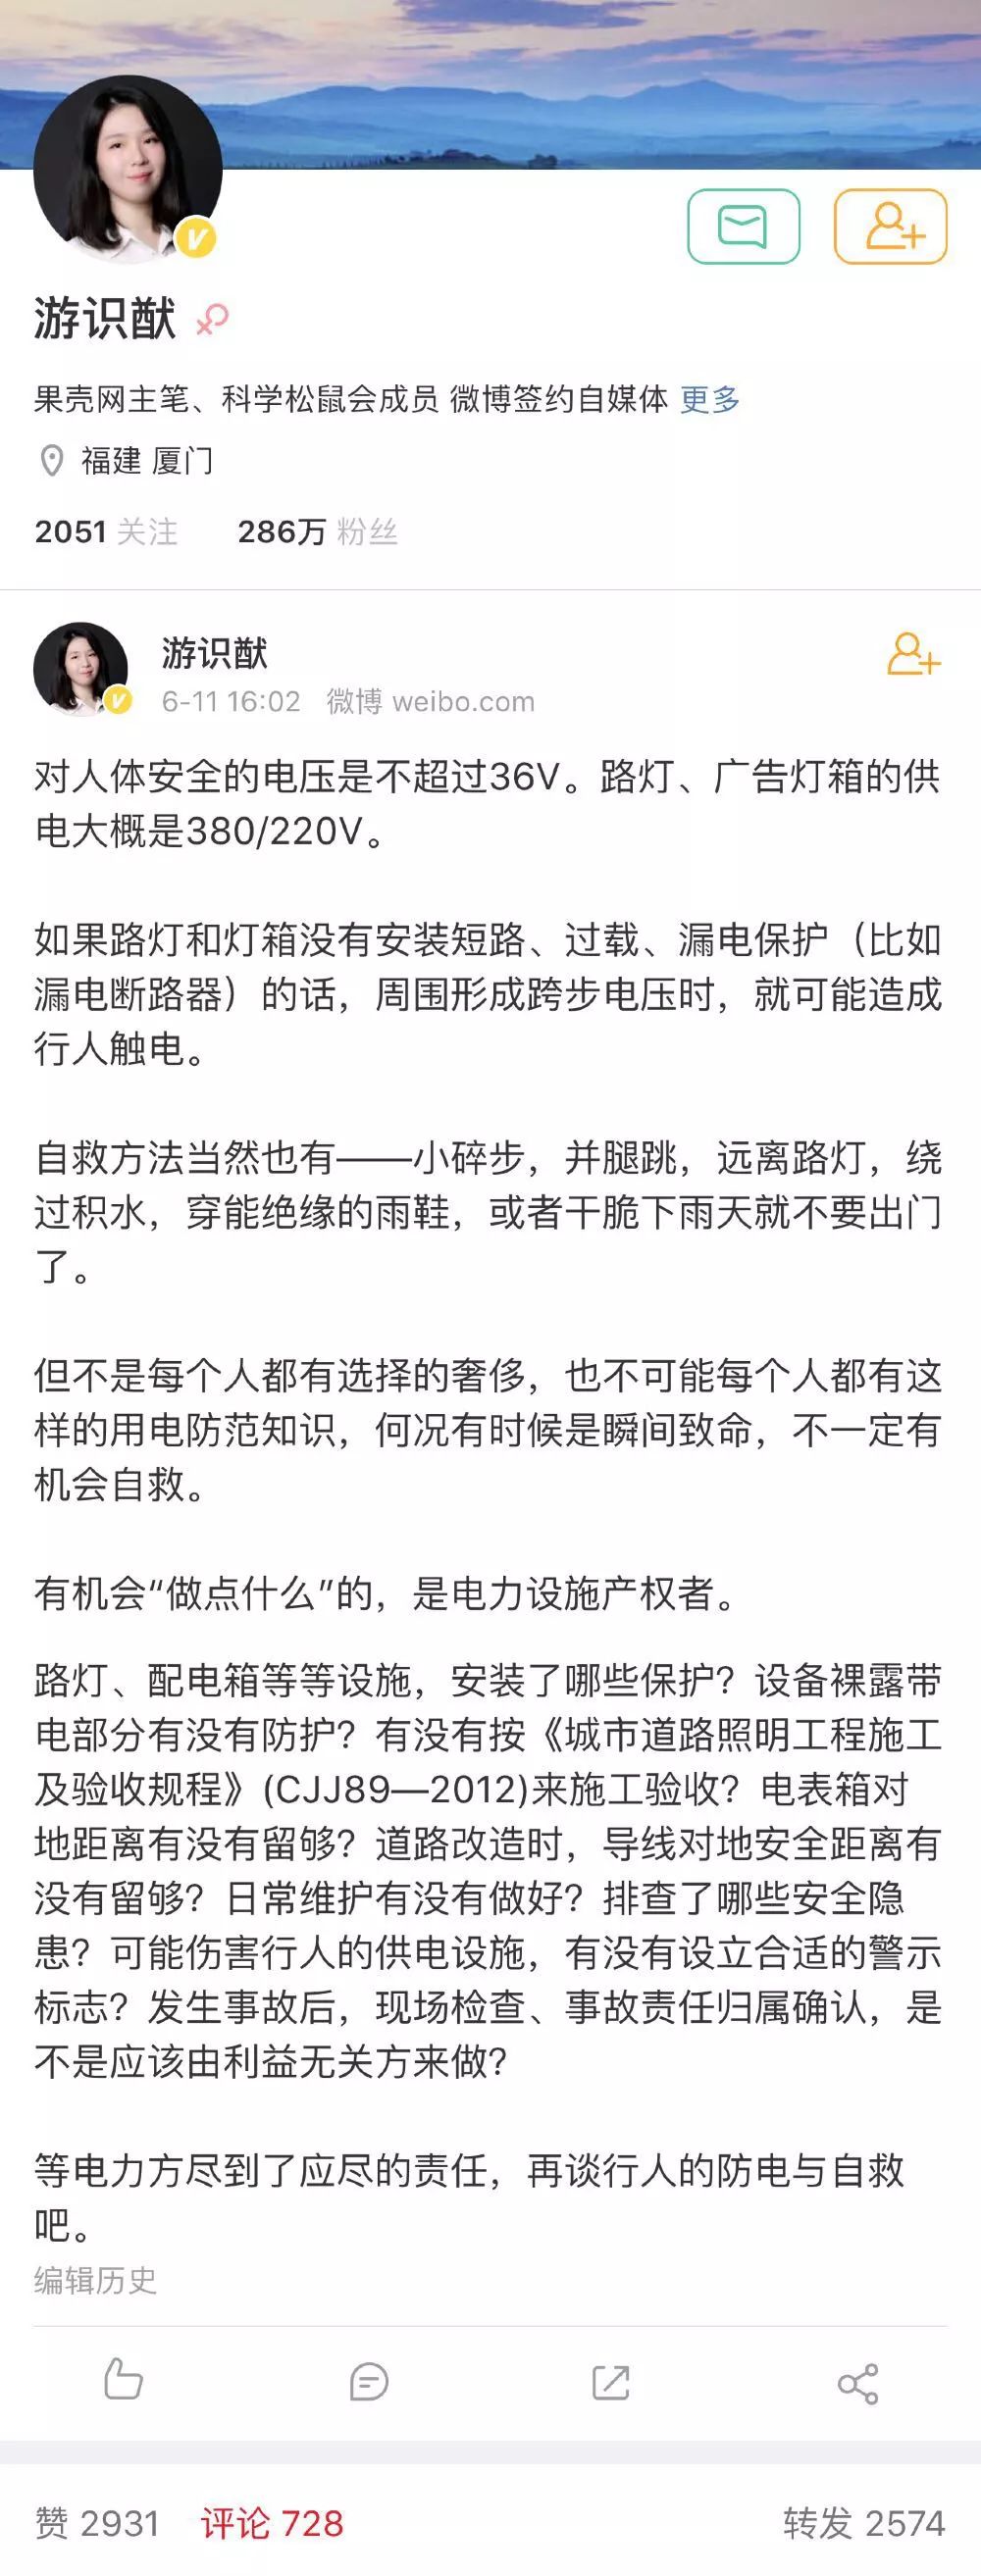 游识猷
果壳网主笔、科学松鼠会成员 微博签约自媒体 更多
福建 厦门
2051 关注 286万 粉丝
游识猷
6-11 16:02 微博 weibo.com
对人体安全的电压是不超过36V。路灯、广告灯箱的供
电大概是380/220V。
如果路灯和灯箱没有安装短路、过载、漏电保护（比如
漏电断路器）的话，周围形成跨步电压时，就可能造成
行人触电。
自救方法当然也有——小碎步，并腿跳，远离路灯，绕
过积水，穿能绝缘的雨鞋，或者干脆下雨天就不要出门
了。
但不是每个人都有选择的奢侈，也不可能每个人都有这
样的用电防范知识，何况有时候是瞬间致命，不一定有
机会自救。
有机会“做点什么”的，是电力设施产权者。
路灯、配电箱等等设施，安装了哪些保护？设备裸露带
电部分有没有防护？有没有按《城市道路照明工程施工
及验收规程》(CJJ89—2012)来施工验收？电表箱对
地距离有没有留够？道路改造时，导线对地安全距离有
没有留够？日常维护有没有做好？排查了哪些安全隐
患？可能伤害行人的供电设施，有没有设立合适的警示
标志？发生事故后，现场检查、事故责任归属确认，是
不是应该由利益无关方来做？
等电力方尽到了应尽的责任，再谈行人的防电与自救
吧。
编辑历史
赞 2931 评论 728 转发 2574